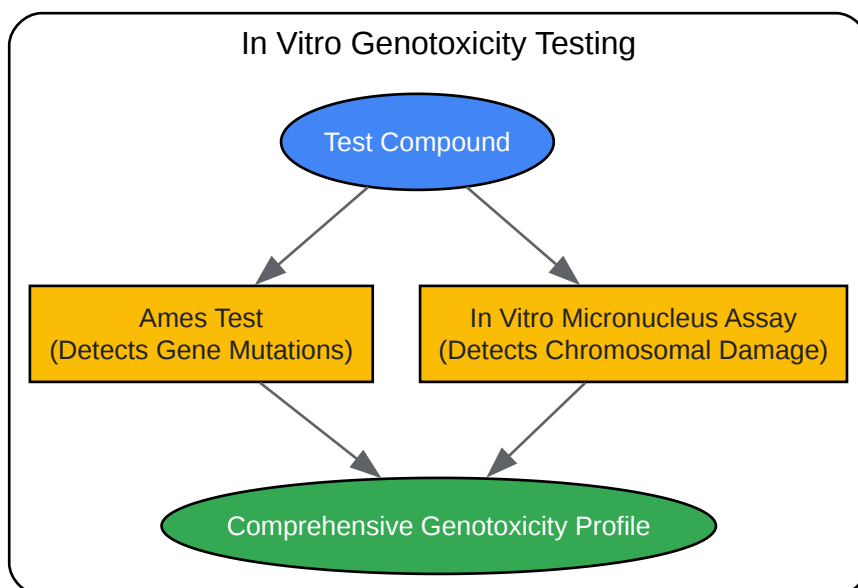 In Vitro Genotoxicity Testing
Test Compound
Ames Test
(Detects Gene Mutations)
In Vitro Micronucleus Assay
(Detects Chromosomal Damage)
Comprehensive Genotoxicity Profile